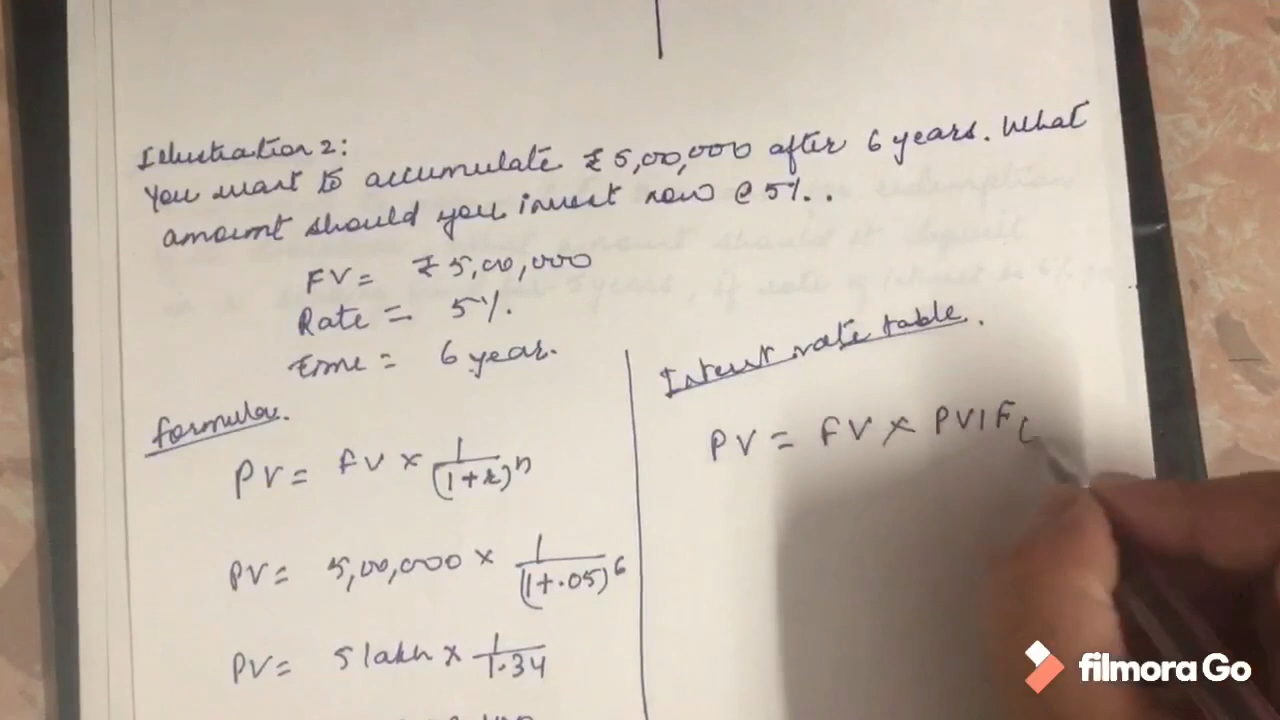 Illustration 2:
You want to accumulate ₹ 5,00,000 after 6 years. What
amount should you invest now @ 5%.
FV = ₹ 5,00,000
Rate = 5%.
Time = 6 year.
Formula.
PV = FV × 1/(1+r)^n
PV = 5,00,000 × 1/(1+.05)^6
PV = 5 lakh × 1/1.34
Interest rate table.
PV = FV × PVIF(
filmora Go